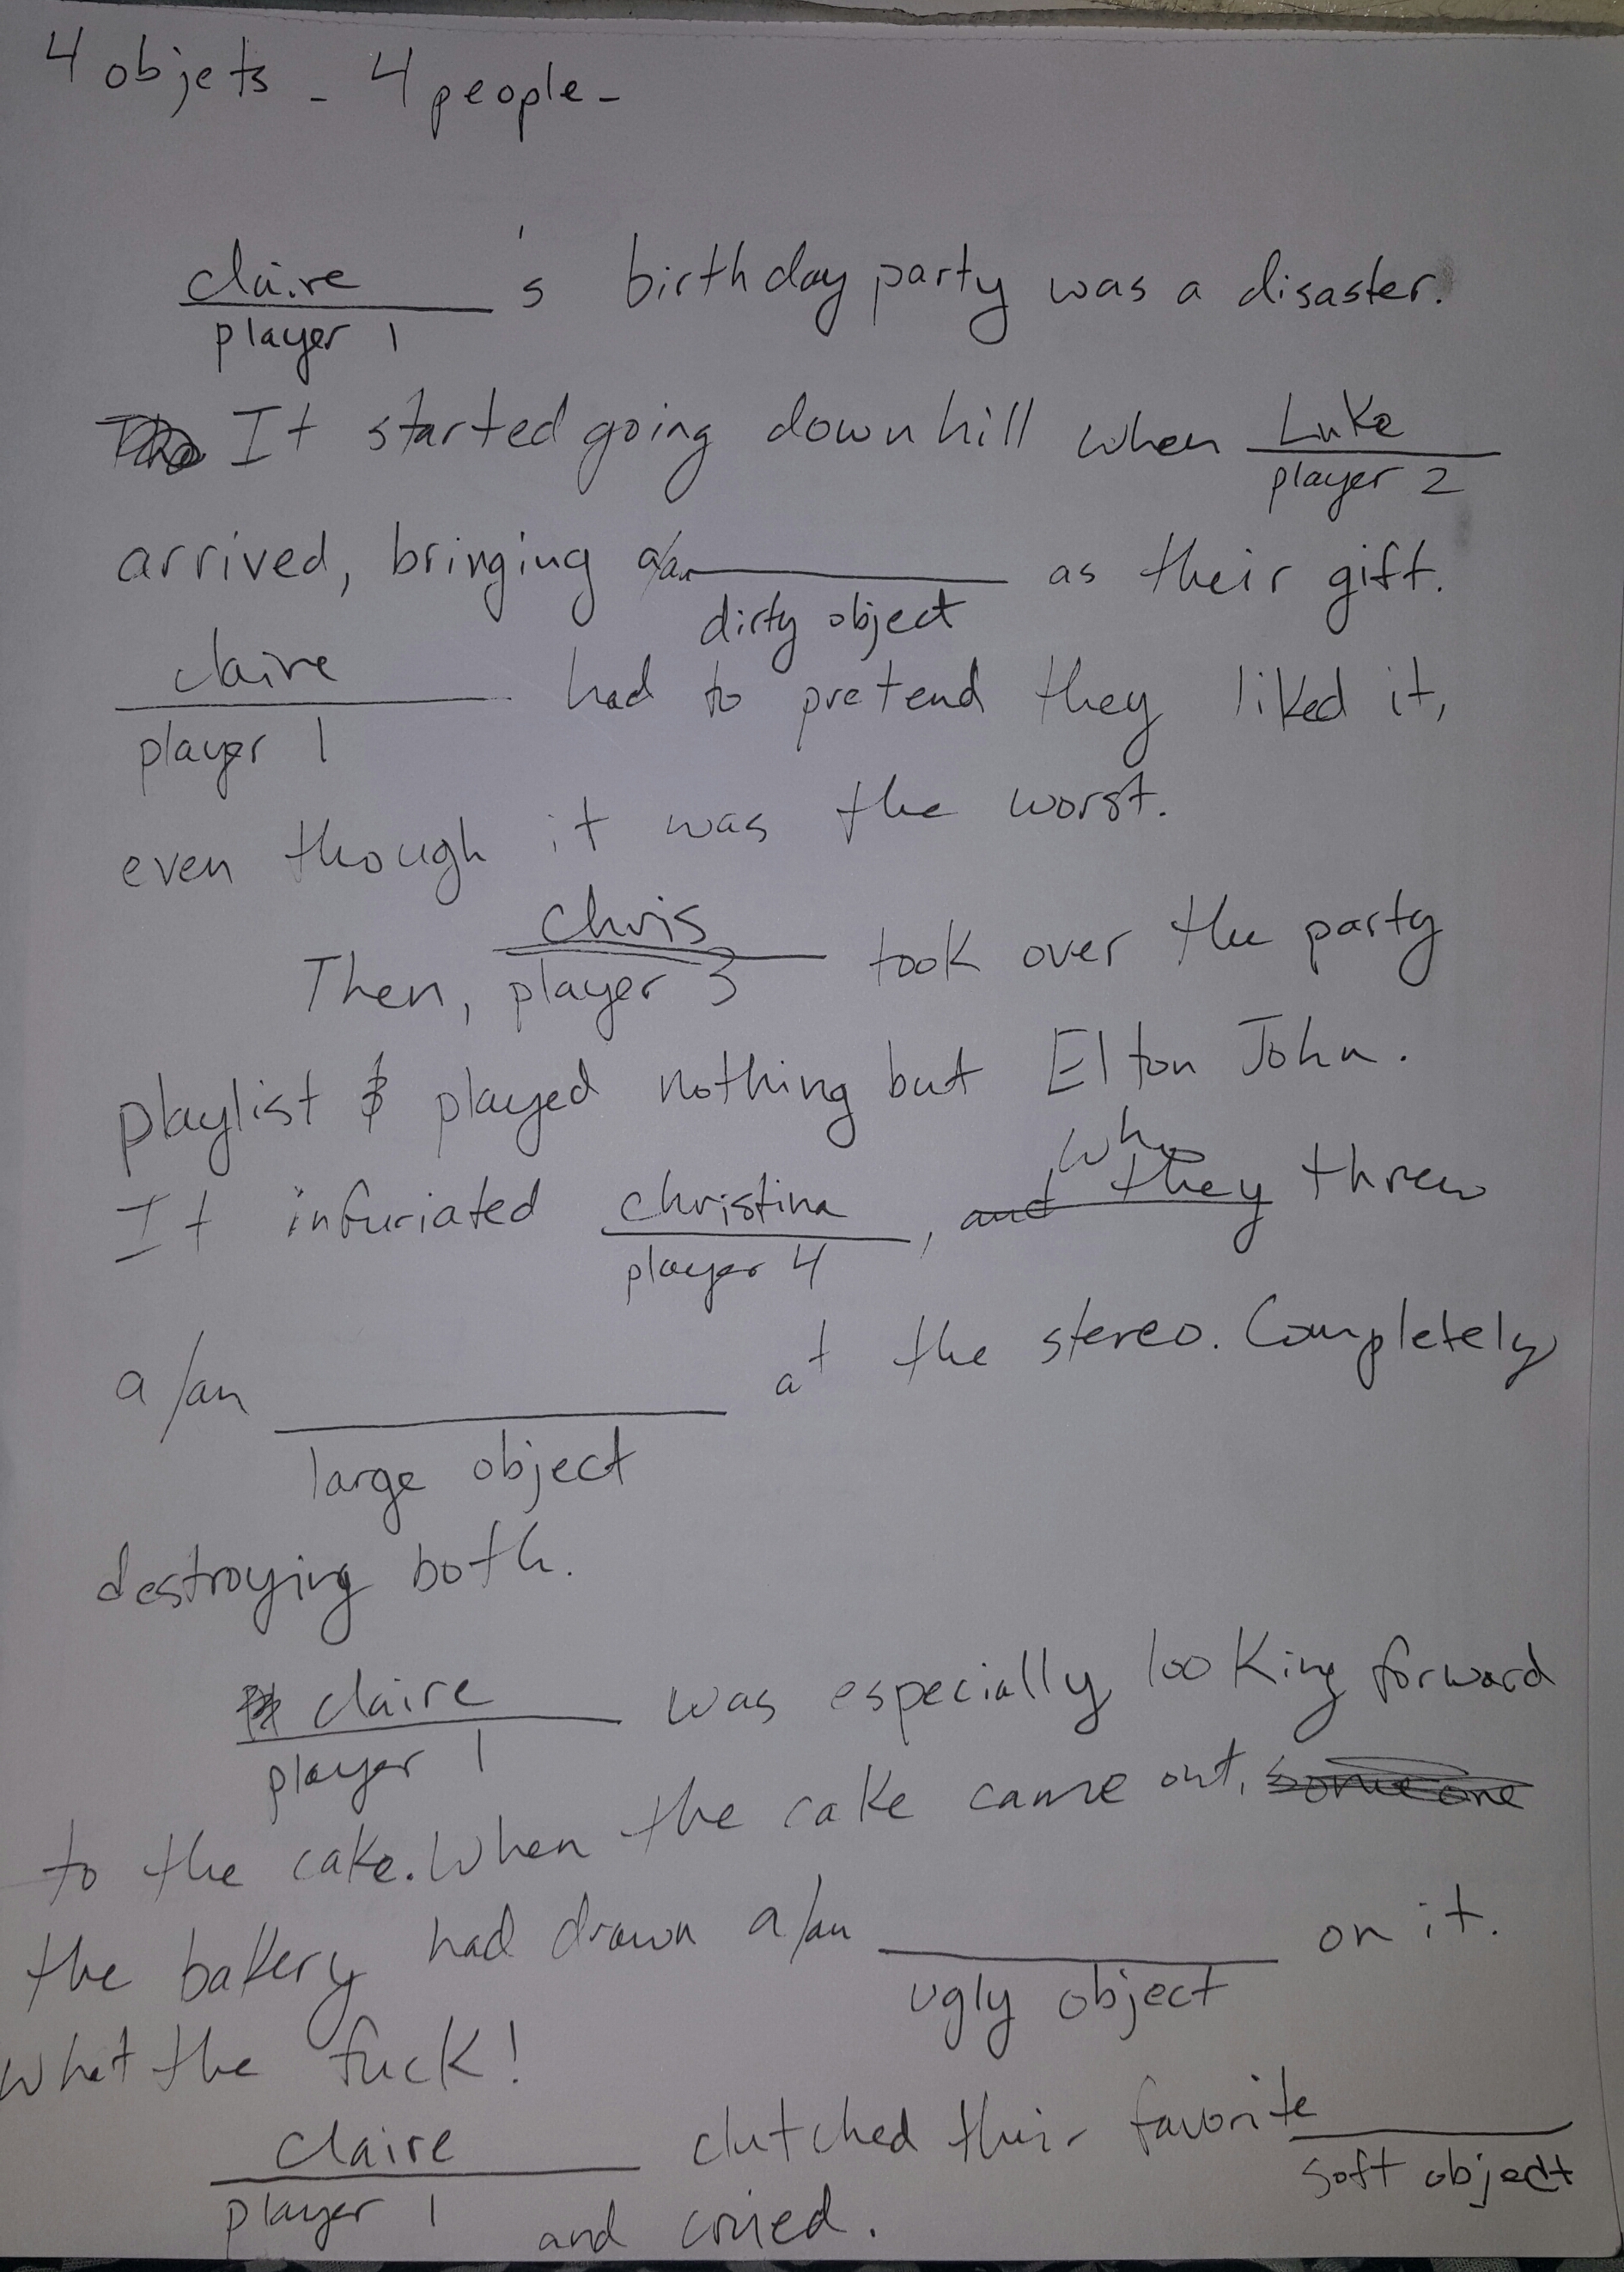 4 objets - 4 people -
claire 's birthday party was a disaster.
player 1
It started going downhill when Luke
player 2
arrived, bringing a/an ________ as their gift.
dirty object
claire had to pretend they liked it,
player 1
even though it was the worst.
chris
Then, player 3 took over the party
playlist & played nothing but Elton John.
who
It infuriated christina, and they threw
player 4
a/an ________ at the stereo. Completely
large object
destroying both.
claire was especially looking forward
player 1
to the cake. When the cake came out, someone
the bakery had drawn a/an ________ on it.
ugly object
What the fuck!
claire clutched their favorite ________
player 1 soft object
and cried.